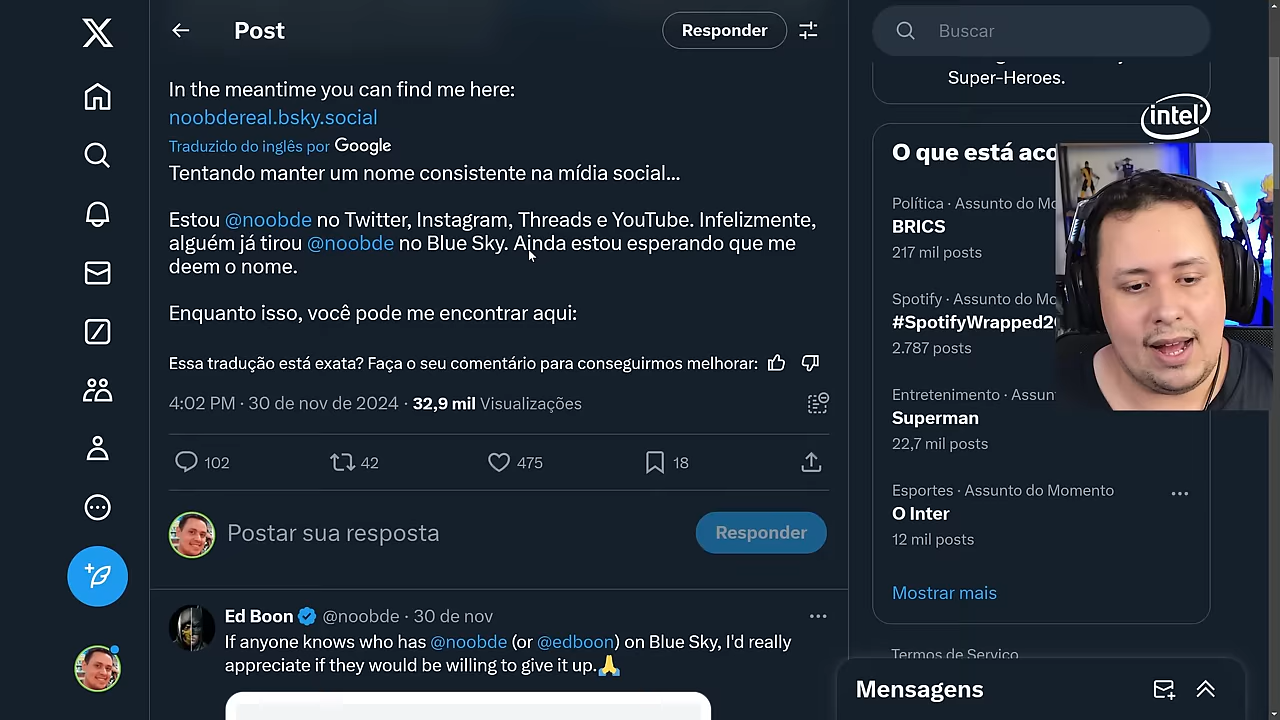 Post
Responder
Buscar
In the meantime you can find me here:
noobdereal.bsky.social
Traduzido do inglês por Google
Tentando manter um nome consistente na mídia social...
Estou @noobde no Twitter, Instagram, Threads e YouTube. Infelizmente,
alguém já tirou @noobde no Blue Sky. Ainda estou esperando que me
deem o nome.
Enquanto isso, você pode me encontrar aqui:
Essa tradução está exata? Faça o seu comentário para conseguirmos melhorar:
4:02 PM · 30 de nov de 2024 · 32,9 mil Visualizações
102
42
475
18
Postar sua resposta
Responder
Ed Boon @noobde · 30 de nov
If anyone knows who has @noobde (or @edboon) on Blue Sky, I'd really
appreciate if they would be willing to give it up.🙏
Super-Heroes.
intel
O que está aco
Política · Assunto do Mo
BRICS
217 mil posts
Spotify · Assunto do Mo
#SpotifyWrapped20
2.787 posts
Entretenimento · Assun
Superman
22,7 mil posts
Esportes · Assunto do Momento
O Inter
12 mil posts
Mostrar mais
Termos de Serviço
Mensagens